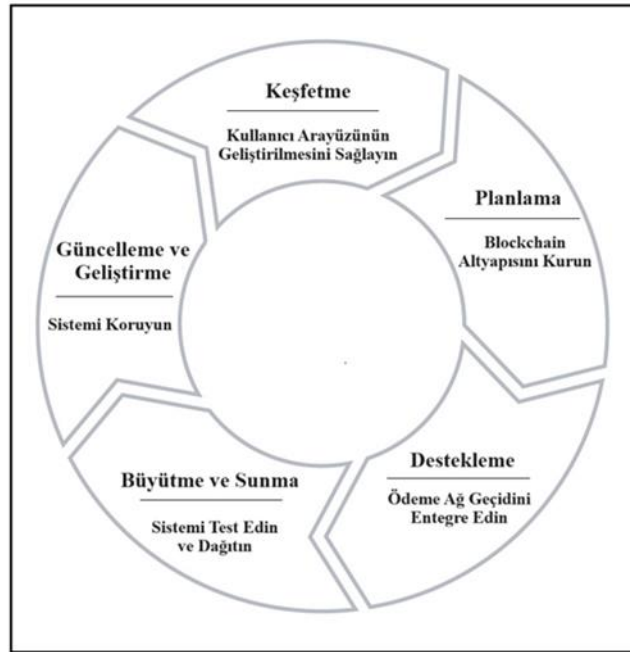 Keşfetme
Kullanıcı Arayüzünün
Geliştirilmesini Sağlayın
Planlama
Blockchain
Altyapısını Kurun
Destekleme
Ödeme Ağ Geçidini
Entegre Edin
Büyütme ve Sunma
Sistemi Test Edin
ve Dağıtın
Güncelleme ve
Geliştirme
Sistemi Koruyun